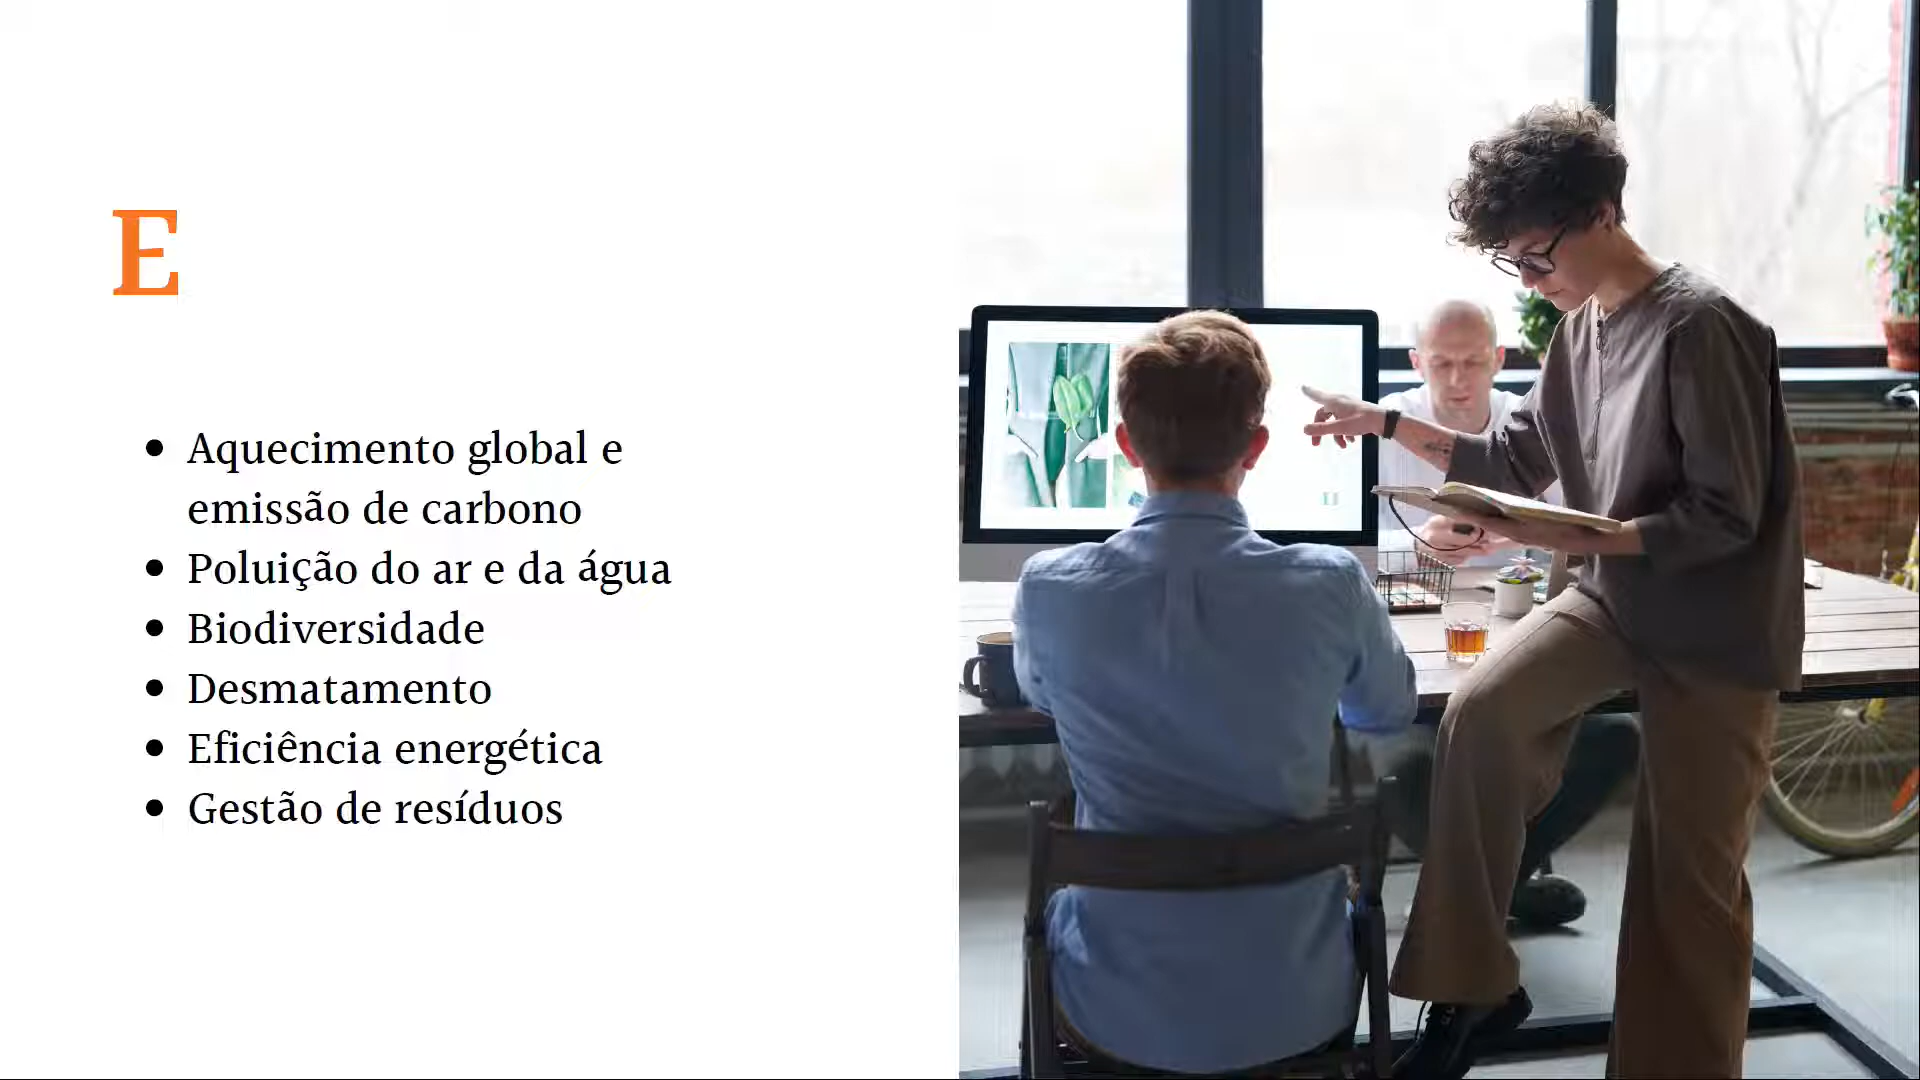 E
• Aquecimento global e
emissão de carbono
• Poluição do ar e da água
• Biodiversidade
• Desmatamento
• Eficiência energética
• Gestão de resíduos